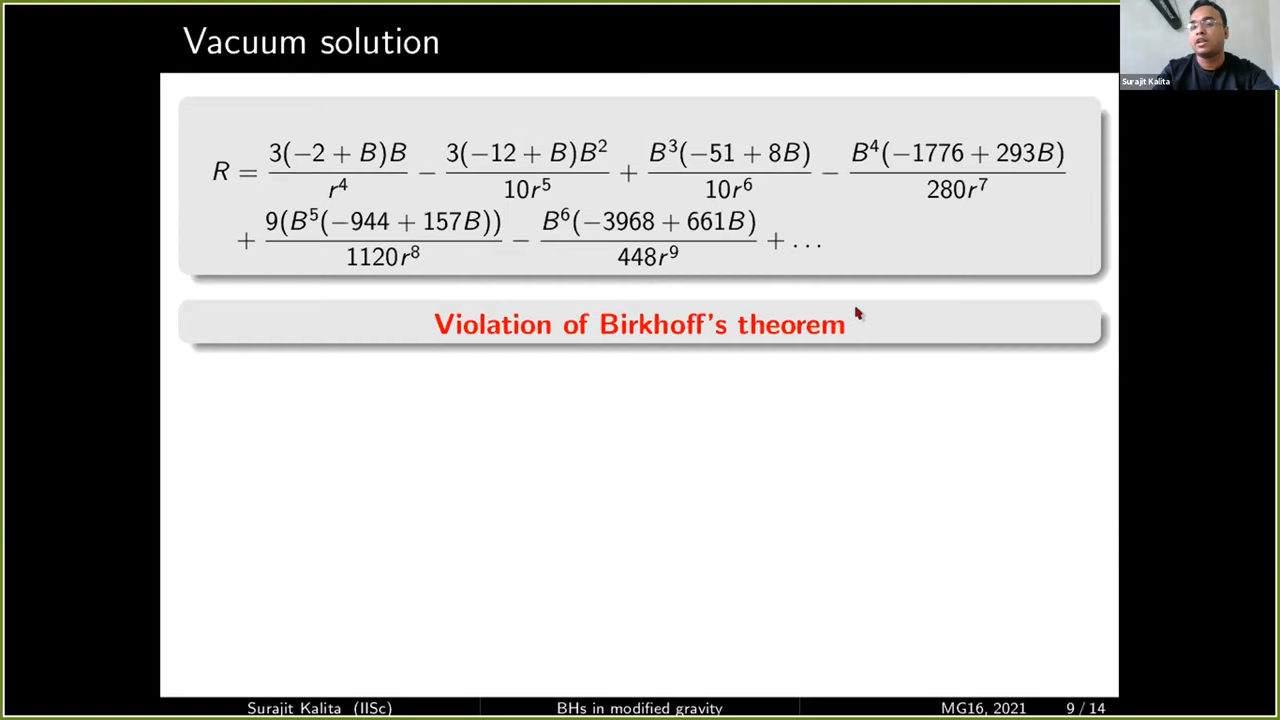 Vacuum solution
Surajit Kalita
R = 3(−2 + B)B / r⁴ − 3(−12 + B)B² / 10r⁵ + B³(−51 + 8B) / 10r⁶ − B⁴(−1776 + 293B) / 280r⁷
+ 9(B⁵(−944 + 157B)) / 1120r⁸ − B⁶(−3968 + 661B) / 448r⁹ + . . .
Violation of Birkhoff's theorem
Surajit Kalita (IISc) BHs in modified gravity MG16, 2021 9 / 14